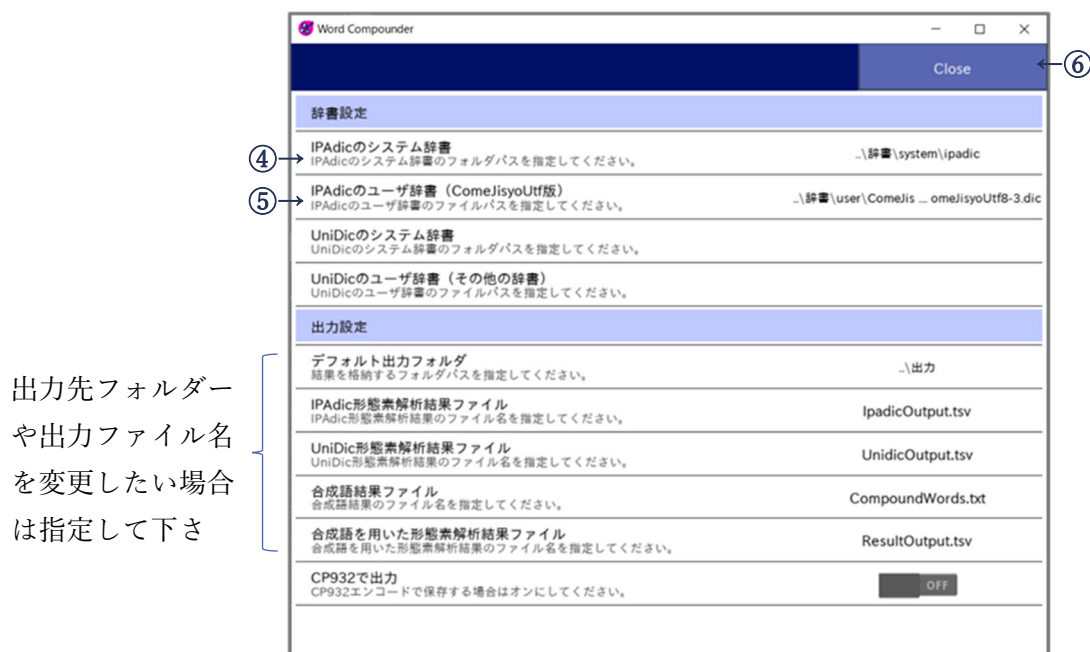 Word Compounder
Close
⑥
辞書設定
④
IPAdicのシステム辞書
IPAdicのシステム辞書のフォルダパスを指定してください。
..\辞書\system\ipadic
⑤
IPAdicのユーザ辞書（ComeJisyoUtf版）
IPAdicのユーザ辞書のファイルパスを指定してください。
..\辞書\user\ComeJis ... omeJisyoUtf8-3.dic
UniDicのシステム辞書
UniDicのシステム辞書のフォルダパスを指定してください。
UniDicのユーザ辞書（その他の辞書）
UniDicのユーザ辞書のファイルパスを指定してください。
出力設定
出力先フォルダー
や出力ファイル名
を変更したい場合
は指定して下さ
デフォルト出力フォルダ
結果を格納するフォルダパスを指定してください。
..\出力
IPAdic形態素解析結果ファイル
IPAdic形態素解析結果のファイル名を指定してください。
IpadicOutput.tsv
UniDic形態素解析結果ファイル
UniDic形態素解析結果のファイル名を指定してください。
UnidicOutput.tsv
合成語結果ファイル
合成語結果のファイル名を指定してください。
CompoundWords.txt
合成語を用いた形態素解析結果ファイル
合成語を用いた形態素解析結果のファイル名を指定してください。
ResultOutput.tsv
CP932で出力
CP932エンコードで保存する場合はオンにしてください。
OFF